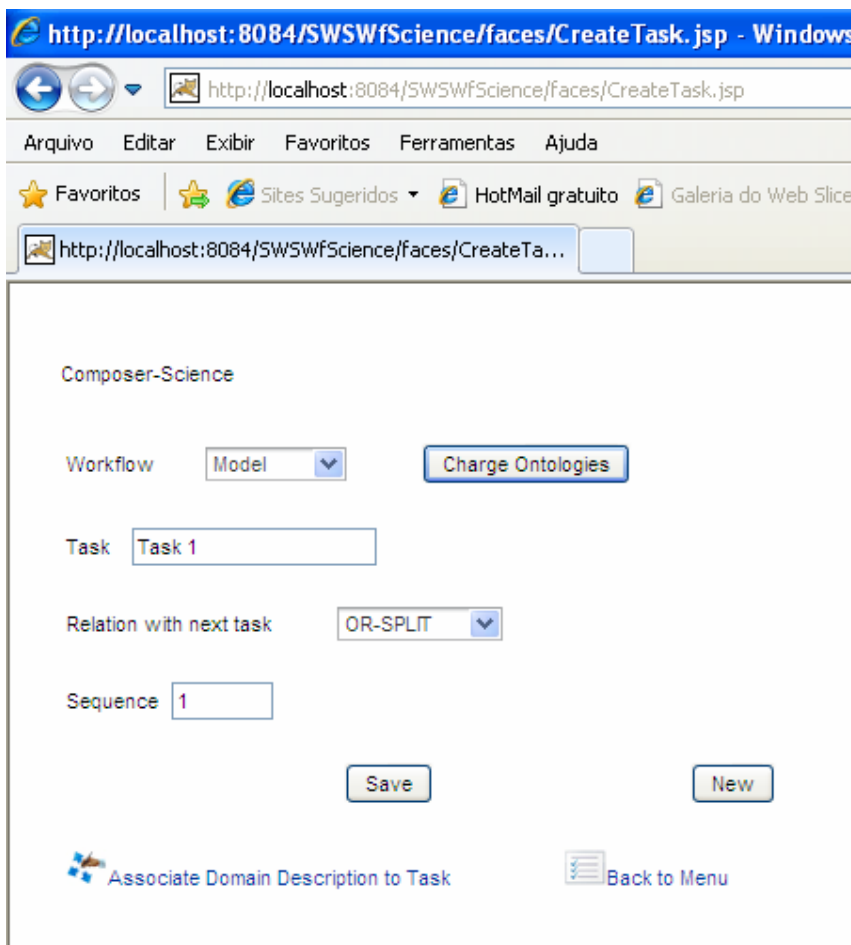 http://localhost:8084/SWSWfScience/faces/CreateTask.jsp - Windows
http://localhost:8084/SWSWfScience/faces/CreateTask.jsp
Arquivo Editar Exibir Favoritos Ferramentas Ajuda
Favoritos Sites Sugeridos HotMail gratuito Galeria do Web Slice
http://localhost:8084/SWSWfScience/faces/CreateTa...
Composer-Science
Workflow Model Charge Ontologies
Task Task 1
Relation with next task OR-SPLIT
Sequence 1
Save New
Associate Domain Description to Task Back to Menu